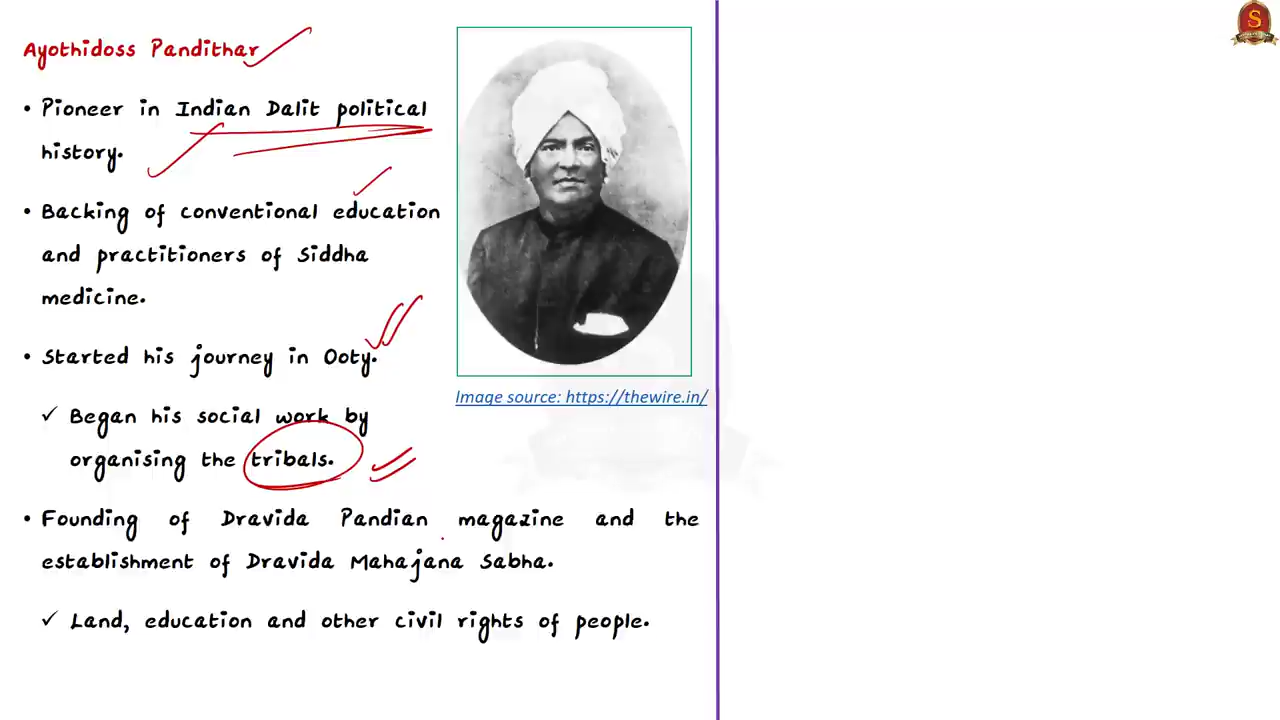 Ayothidoss Pandithar
• Pioneer in Indian Dalit political
history.
• Backing of conventional education
and practitioners of Siddha
medicine.
• Started his journey in Ooty.
✓ Began his social work by
organising the tribals.
Image source: https://thewire.in/
• Founding of Dravida Pandian magazine and the
establishment of Dravida Mahajana Sabha.
✓ Land, education and other civil rights of people.
S